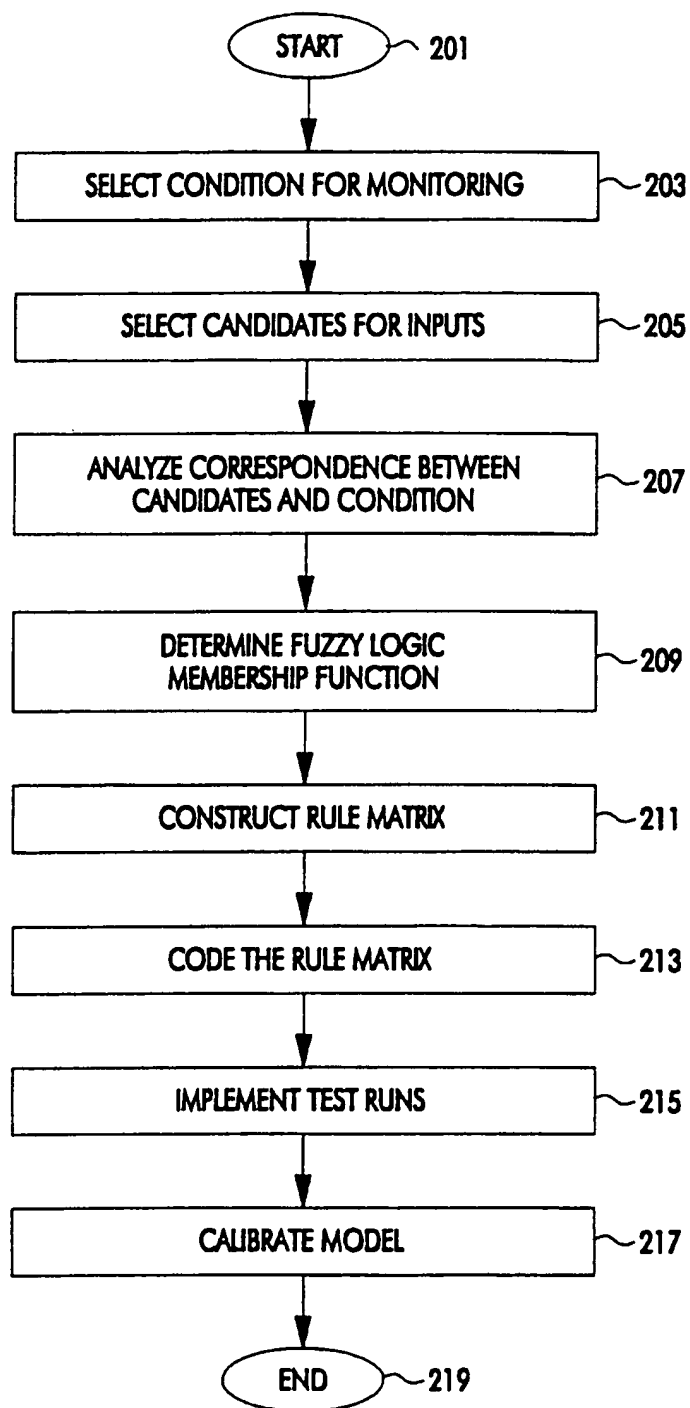 START 201
SELECT CONDITION FOR MONITORING 203
SELECT CANDIDATES FOR INPUTS 205
ANALYZE CORRESPONDENCE BETWEEN
CANDIDATES AND CONDITION 207
DETERMINE FUZZY LOGIC
MEMBERSHIP FUNCTION 209
CONSTRUCT RULE MATRIX 211
CODE THE RULE MATRIX 213
IMPLEMENT TEST RUNS 215
CALIBRATE MODEL 217
END 219